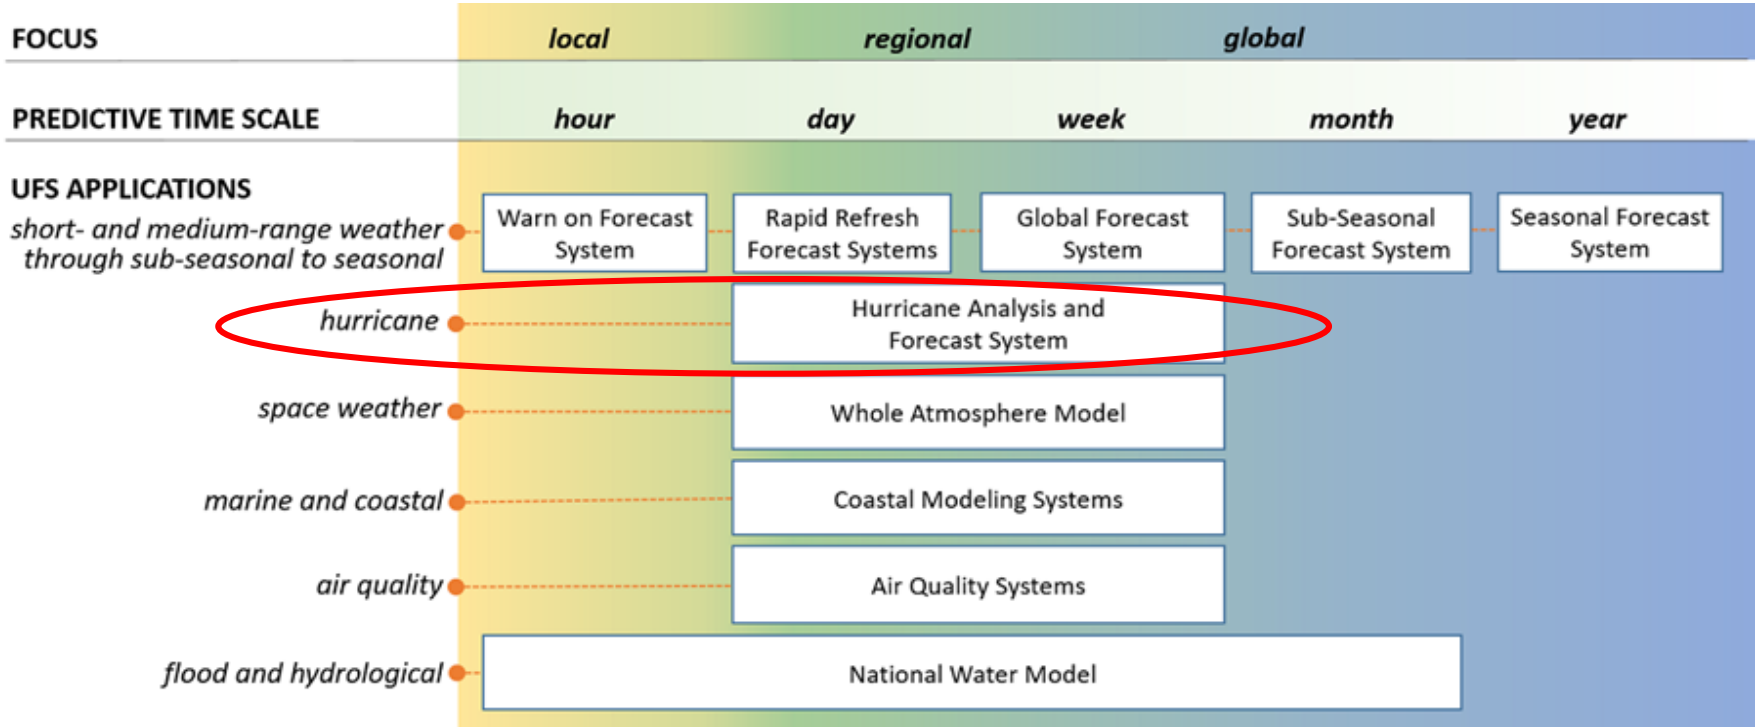 FOCUS local regional global
PREDICTIVE TIME SCALE hour day week month year
UFS APPLICATIONS
short- and medium-range weather
through sub-seasonal to seasonal
Warn on Forecast
System
Rapid Refresh
Forecast Systems
Global Forecast
System
Sub-Seasonal
Forecast System
Seasonal Forecast
System
hurricane
Hurricane Analysis and
Forecast System
space weather
Whole Atmosphere Model
marine and coastal
Coastal Modeling Systems
air quality
Air Quality Systems
flood and hydrological
National Water Model